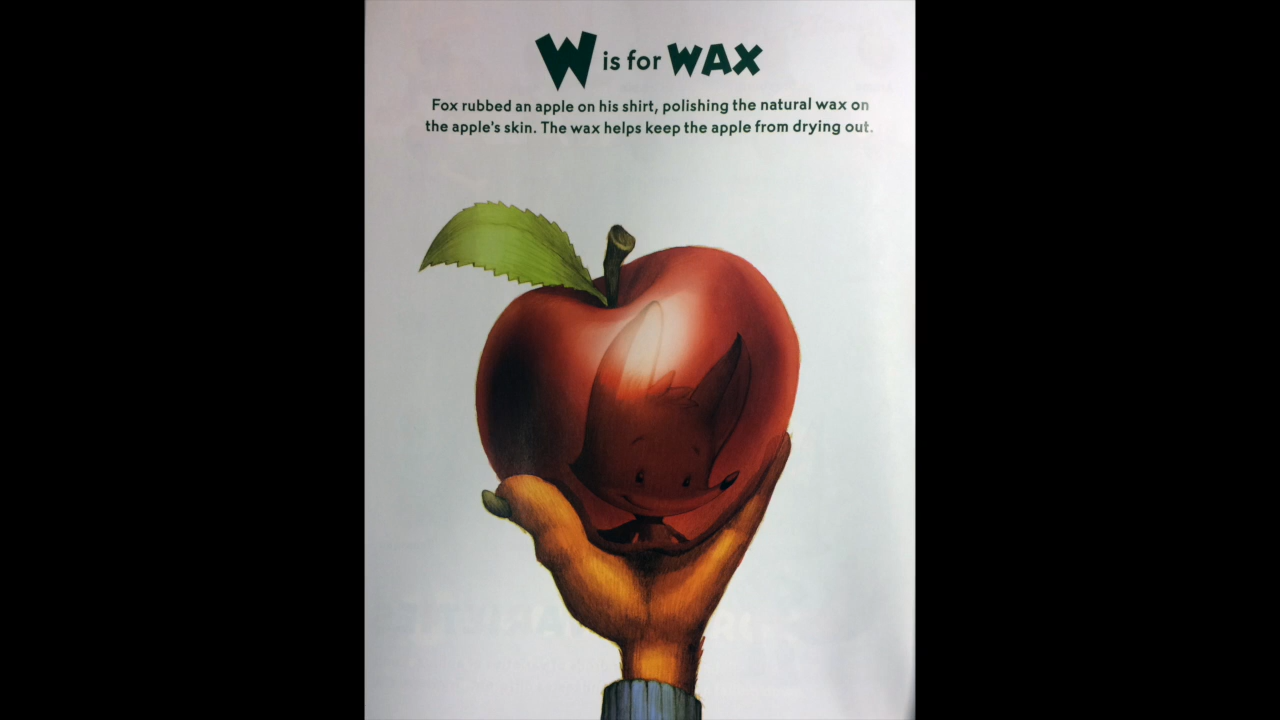 W is for WAX
Fox rubbed an apple on his shirt, polishing the natural wax on
the apple's skin. The wax helps keep the apple from drying out.